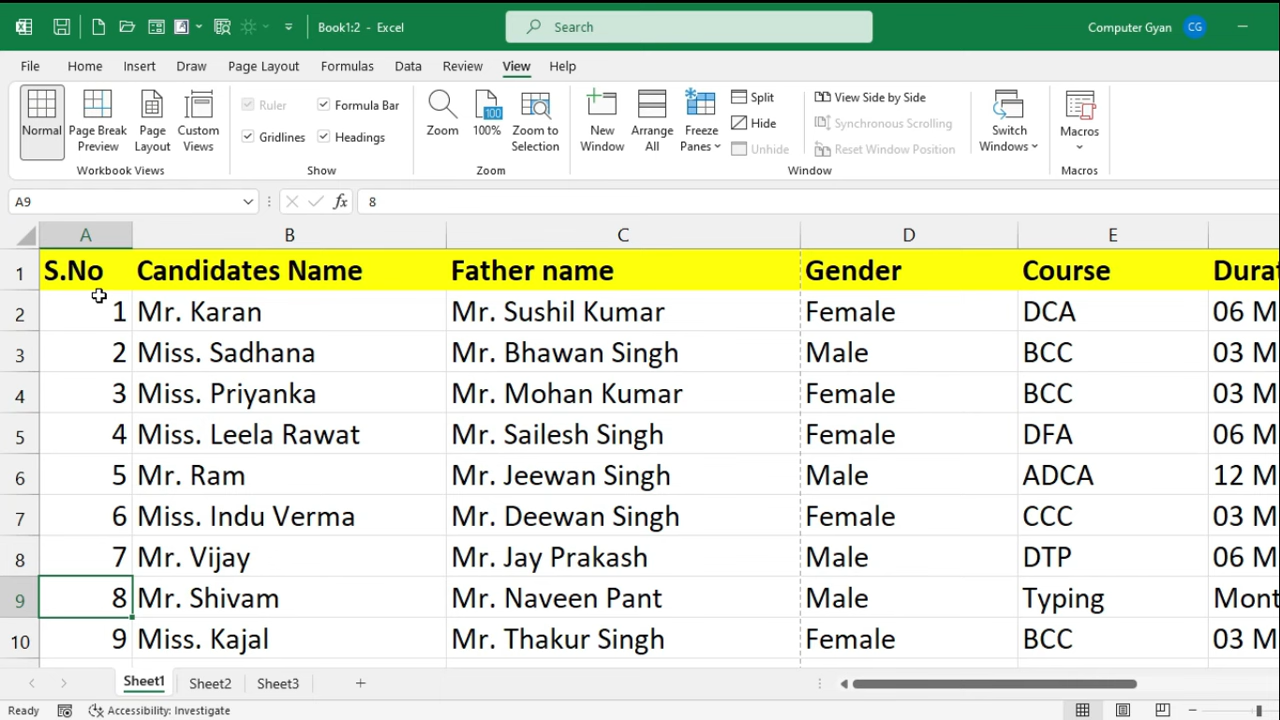 Book1:2 - Excel
Search
Computer Gyan CG
File Home Insert Draw Page Layout Formulas Data Review View Help
Normal
Page Break Preview
Page Layout
Custom Views
Workbook Views
Ruler
Formula Bar
Gridlines
Headings
Show
Zoom
100
100%
Zoom to Selection
Zoom
New Window
Arrange All
Freeze Panes
Split
Hide
Unhide
View Side by Side
Synchronous Scrolling
Reset Window Position
Window
Switch Windows
Macros
Macros
A9 fx 8
A B C D E
1 S.No Candidates Name Father name Gender Course Durat
2 1 Mr. Karan Mr. Sushil Kumar Female DCA 06 M
3 2 Miss. Sadhana Mr. Bhawan Singh Male BCC 03 M
4 3 Miss. Priyanka Mr. Mohan Kumar Female BCC 03 M
5 4 Miss. Leela Rawat Mr. Sailesh Singh Female DFA 06 M
6 5 Mr. Ram Mr. Jeewan Singh Male ADCA 12 M
7 6 Miss. Indu Verma Mr. Deewan Singh Female CCC 03 M
8 7 Mr. Vijay Mr. Jay Prakash Male DTP 06 M
9 8 Mr. Shivam Mr. Naveen Pant Male Typing Mont
10 9 Miss. Kajal Mr. Thakur Singh Female BCC 03 M
Sheet1 Sheet2 Sheet3
Ready Accessibility: Investigate